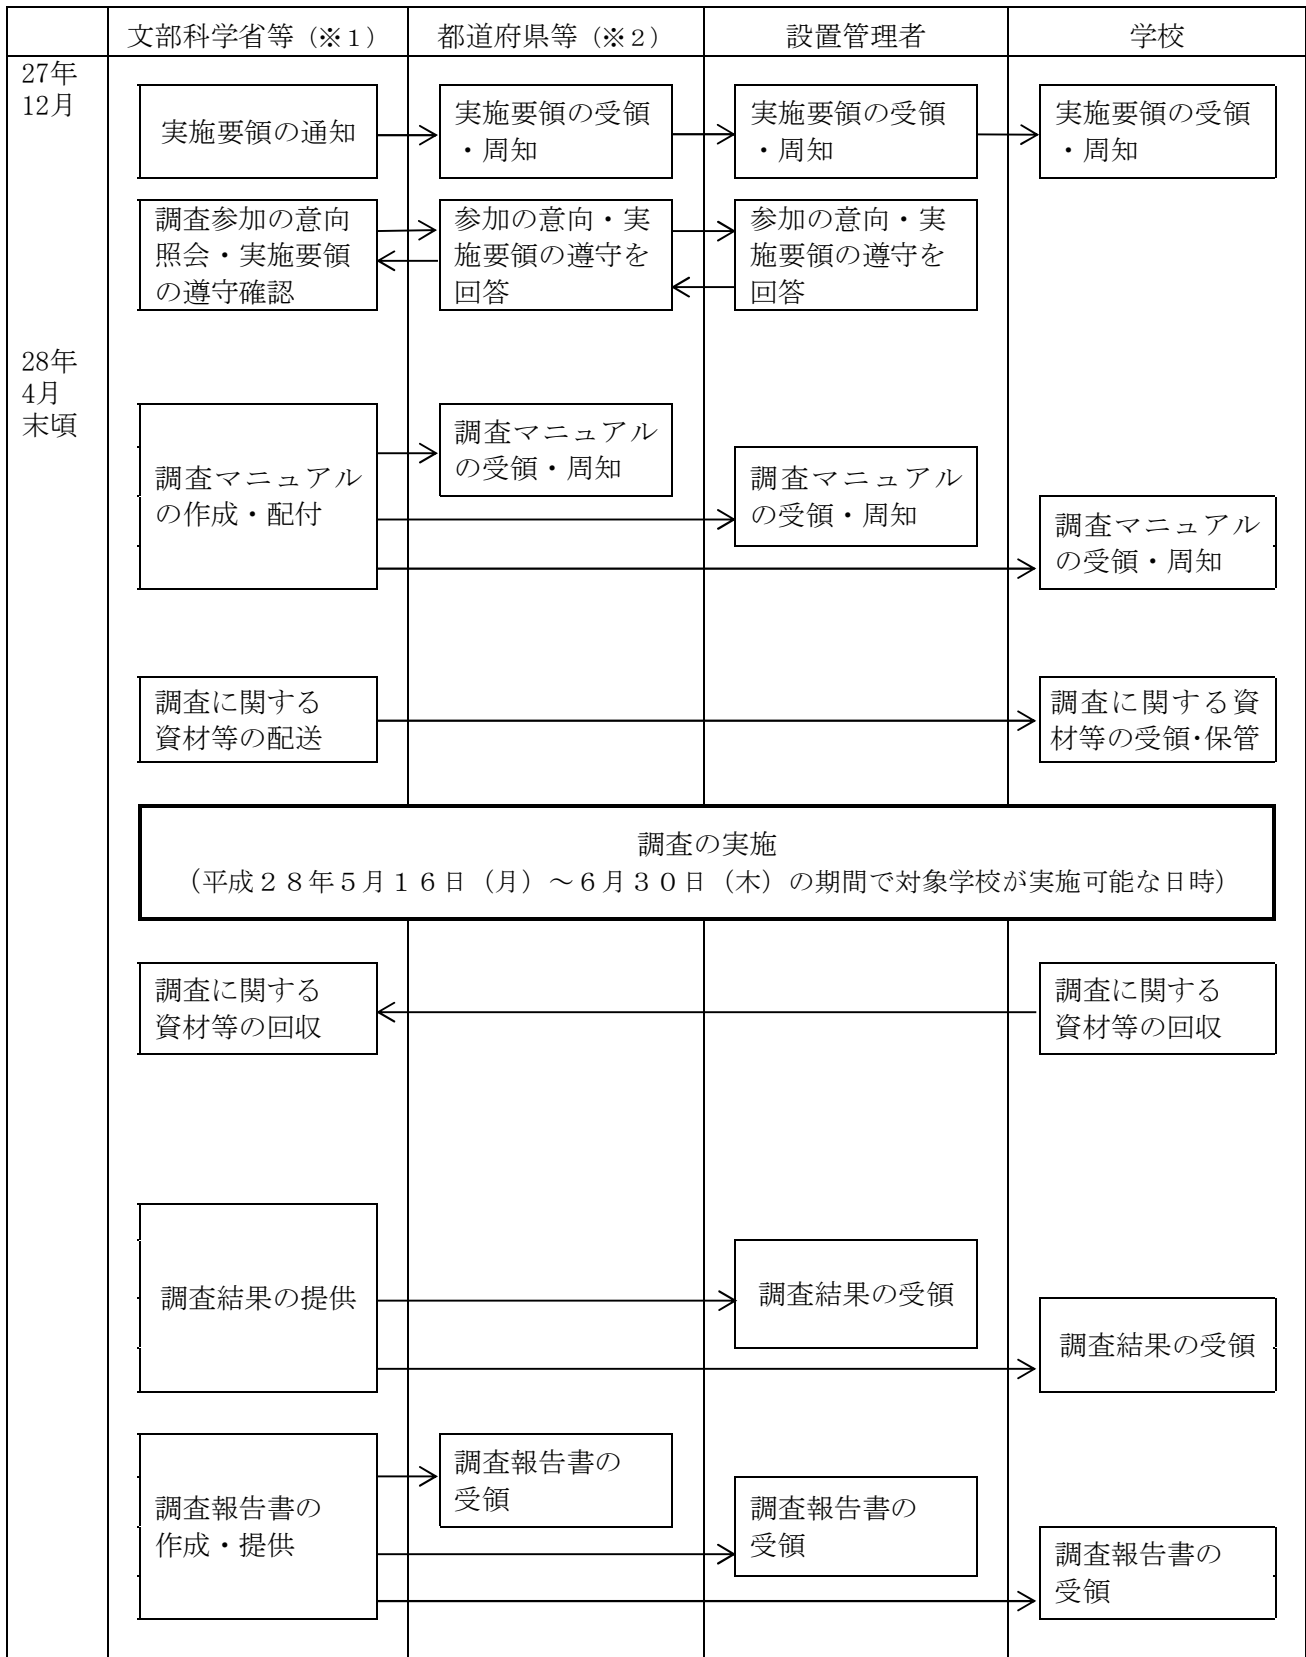 文部科学省等（※１）
都道府県等（※２）
設置管理者
学校
27年
12月
実施要領の通知
実施要領の受領
・周知
実施要領の受領
・周知
実施要領の受領
・周知
調査参加の意向
照会・実施要領
の遵守確認
参加の意向・実
施要領の遵守を
回答
参加の意向・実
施要領の遵守を
回答
28年
4月
末頃
調査マニュアル
の作成・配付
調査マニュアル
の受領・周知
調査マニュアル
の受領・周知
調査マニュアル
の受領・周知
調査に関する
資材等の配送
調査に関する資
材等の受領・保管
調査の実施
（平成２８年５月１６日（月）～６月３０日（木）の期間で対象学校が実施可能な日時）
調査に関する
資材等の回収
調査に関する
資材等の回収
調査結果の提供
調査結果の受領
調査結果の受領
調査報告書の
作成・提供
調査報告書の
受領
調査報告書の
受領
調査報告書の
受領